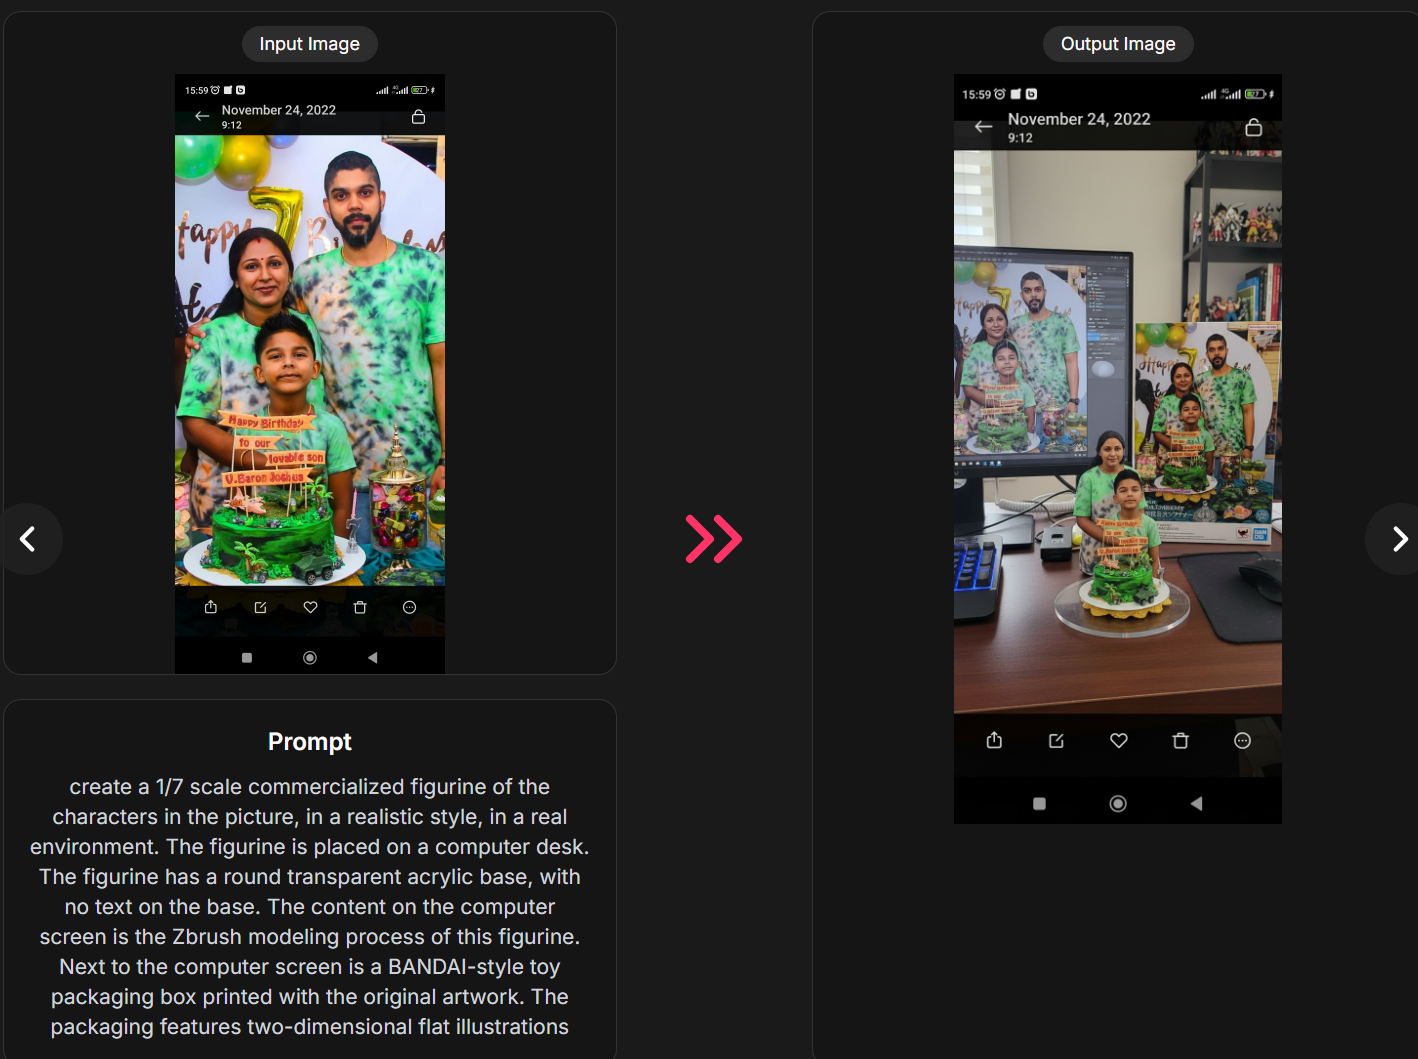 Input Image
15:59
4G
27
November 24, 2022
9:12
7
Happy Birthday
to our
lovable son
V.Baron Joshua
Prompt
create a 1/7 scale commercialized figurine of the
characters in the picture, in a realistic style, in a real
environment. The figurine is placed on a computer desk.
The figurine has a round transparent acrylic base, with
no text on the base. The content on the computer
screen is the Zbrush modeling process of this figurine.
Next to the computer screen is a BANDAI-style toy
packaging box printed with the original artwork. The
packaging features two-dimensional flat illustrations
Output Image
15:59
4G
27
November 24, 2022
9:12